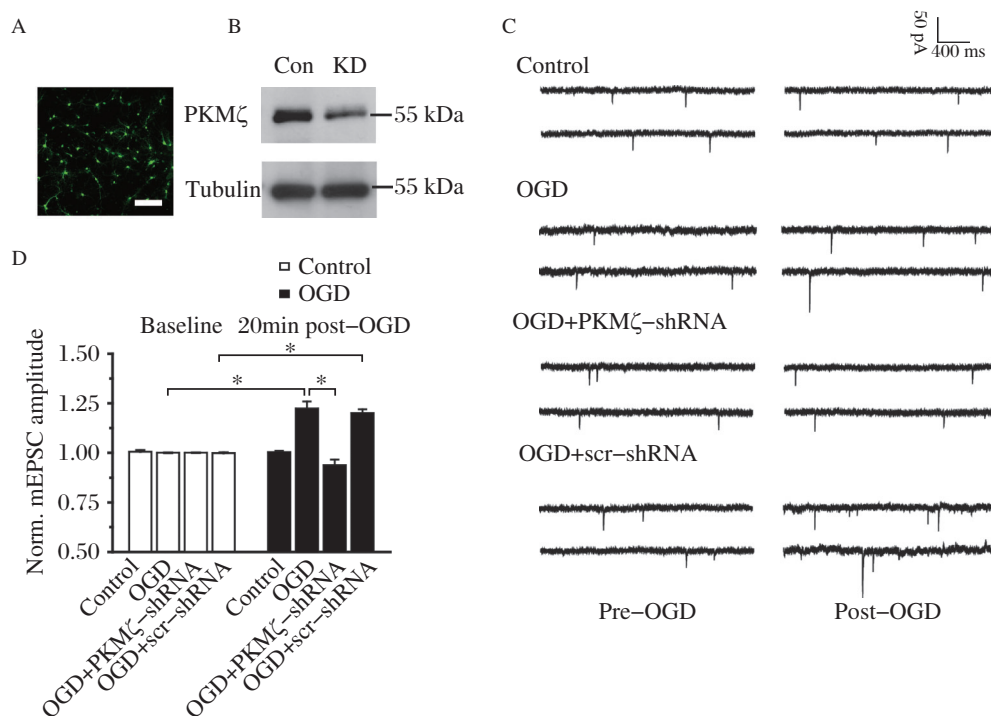 A
B
Con KD
PKMζ
55 kDa
Tubulin
55 kDa
C
50 pA
400 ms
Control
OGD
OGD+PKMζ−shRNA
OGD+scr−shRNA
Pre−OGD
Post−OGD
D
Control
OGD
Baseline 20min post−OGD
Norm. mEPSC amplitude
1.50
1.25
1.00
0.75
0.50
*
*
*
Control
OGD
OGD+PKMζ−shRNA
OGD+scr−shRNA
Control
OGD
OGD+PKMζ−shRNA
OGD+scr−shRNA